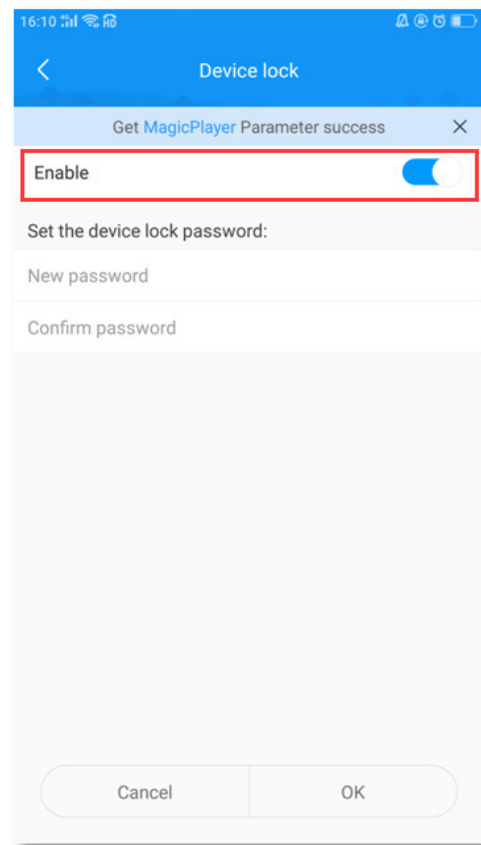 16:10
Device lock
Get MagicPlayer Parameter success
Enable
Set the device lock password:
New password
Confirm password
Cancel OK